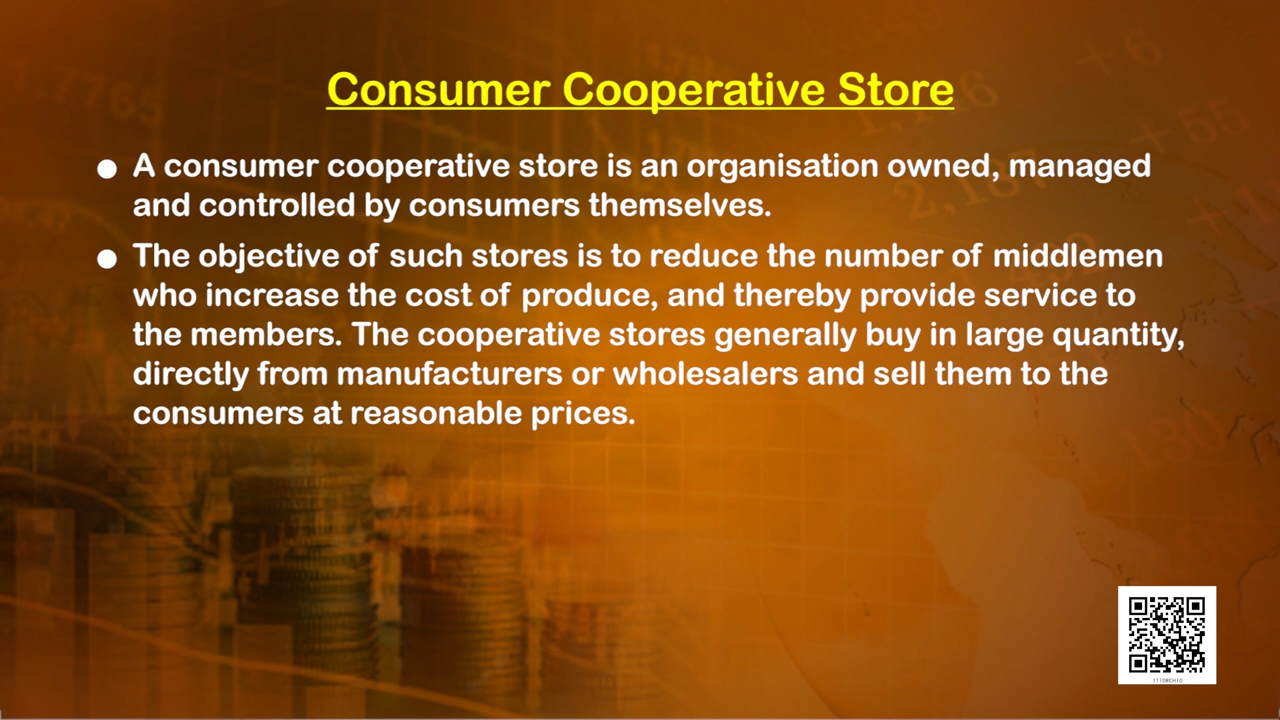 Consumer Cooperative Store
● A consumer cooperative store is an organisation owned, managed
and controlled by consumers themselves.
● The objective of such stores is to reduce the number of middlemen
who increase the cost of produce, and thereby provide service to
the members. The cooperative stores generally buy in large quantity,
directly from manufacturers or wholesalers and sell them to the
consumers at reasonable prices.
11108CH10